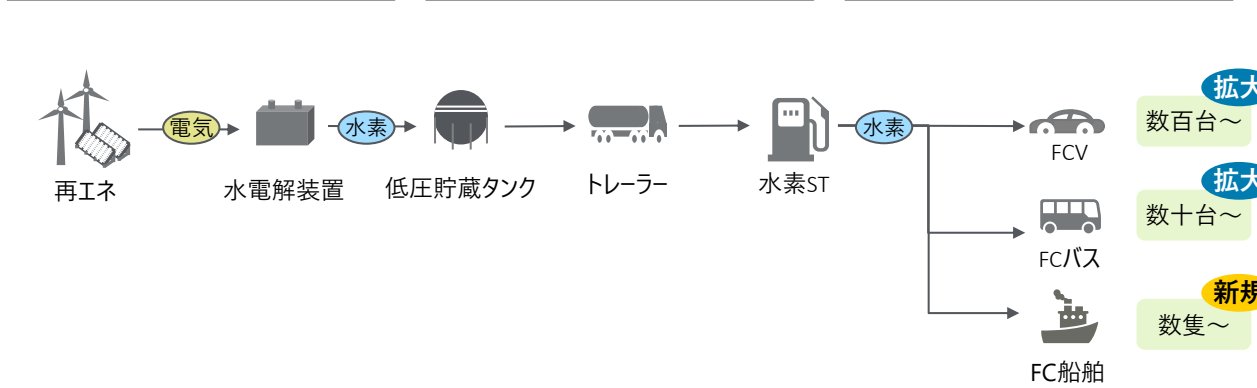 電気
水素
再エネ
水電解装置
低圧貯蔵タンク
トレーラー
水素ST
水素
FCV
拡大
数百台～
FCバス
拡大
数十台～
FC船舶
新規
数隻～